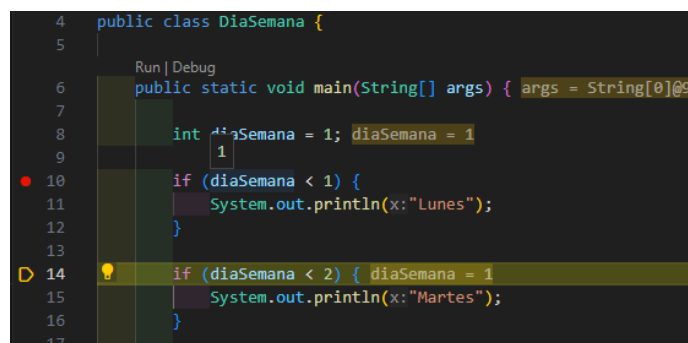 4 public class DiaSemana {
5
Run | Debug
6 public static void main(String[] args) { args = String[0]@9
7
8 int diaSemana = 1; diaSemana = 1
9 1
10 if (diaSemana < 1) {
11 System.out.println(x:"Lunes");
12 }
13
14 if (diaSemana < 2) { diaSemana = 1
15 System.out.println(x:"Martes");
16 }
17